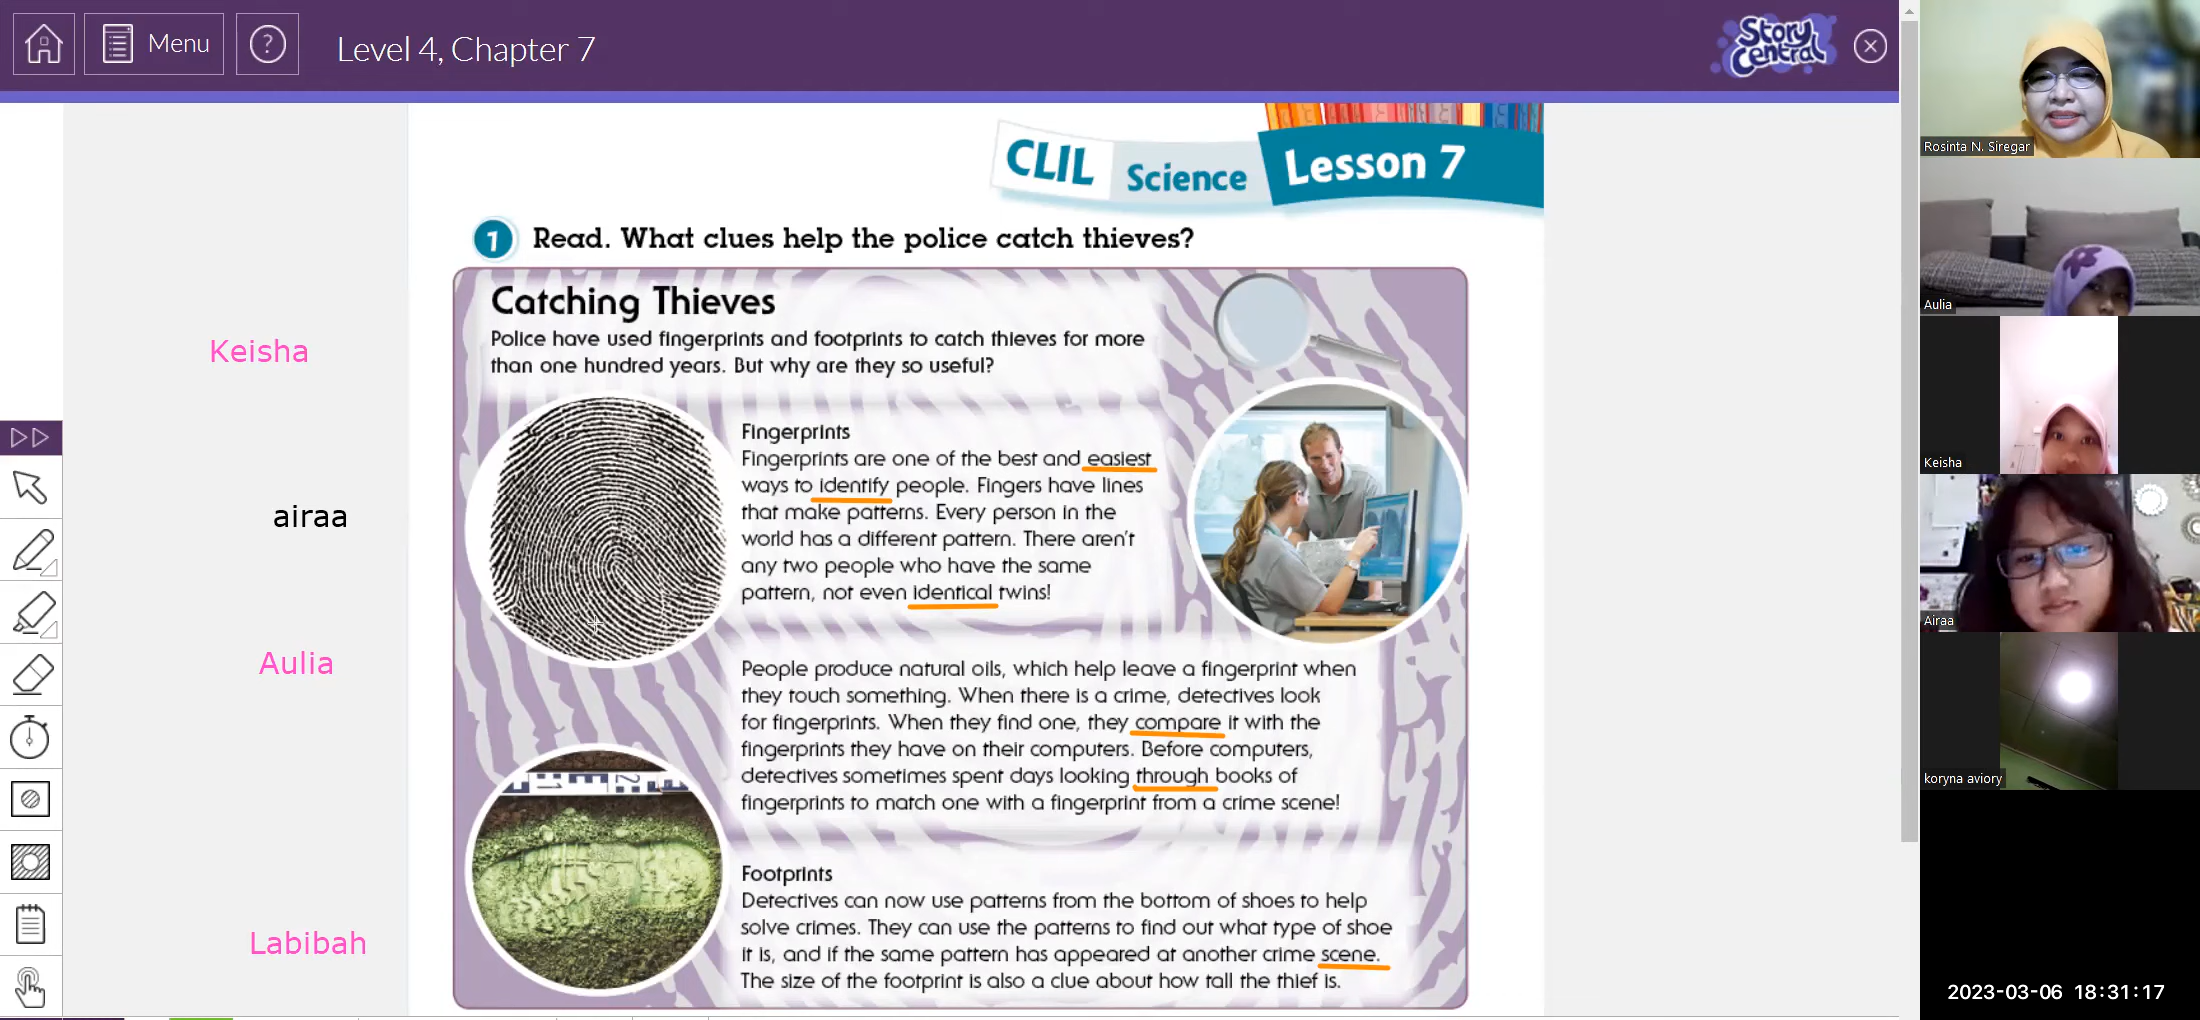 Menu
?
Level 4, Chapter 7
Story
Central
CLIL Science Lesson 7
1 Read. What clues help the police catch thieves?
Catching Thieves
Police have used fingerprints and footprints to catch thieves for more
than one hundred years. But why are they so useful?
Fingerprints
Fingerprints are one of the best and easiest
ways to identify people. Fingers have lines
that make patterns. Every person in the
world has a different pattern. There aren't
any two people who have the same
pattern, not even identical twins!
People produce natural oils, which help leave a fingerprint when
they touch something. When there is a crime, detectives look
for fingerprints. When they find one, they compare it with the
fingerprints they have on their computers. Before computers,
detectives sometimes spent days looking through books of
fingerprints to match one with a fingerprint from a crime scene!
Footprints
Detectives can now use patterns from the bottom of shoes to help
solve crimes. They can use the patterns to find out what type of shoe
it is, and if the same pattern has appeared at another crime scene.
The size of the footprint is also a clue about how tall the thief is.
Keisha
airaa
Aulia
Labibah
Rosinta N. Siregar
Aulia
Keisha
Airaa
koryna aviory
2023-03-06 18:31:17